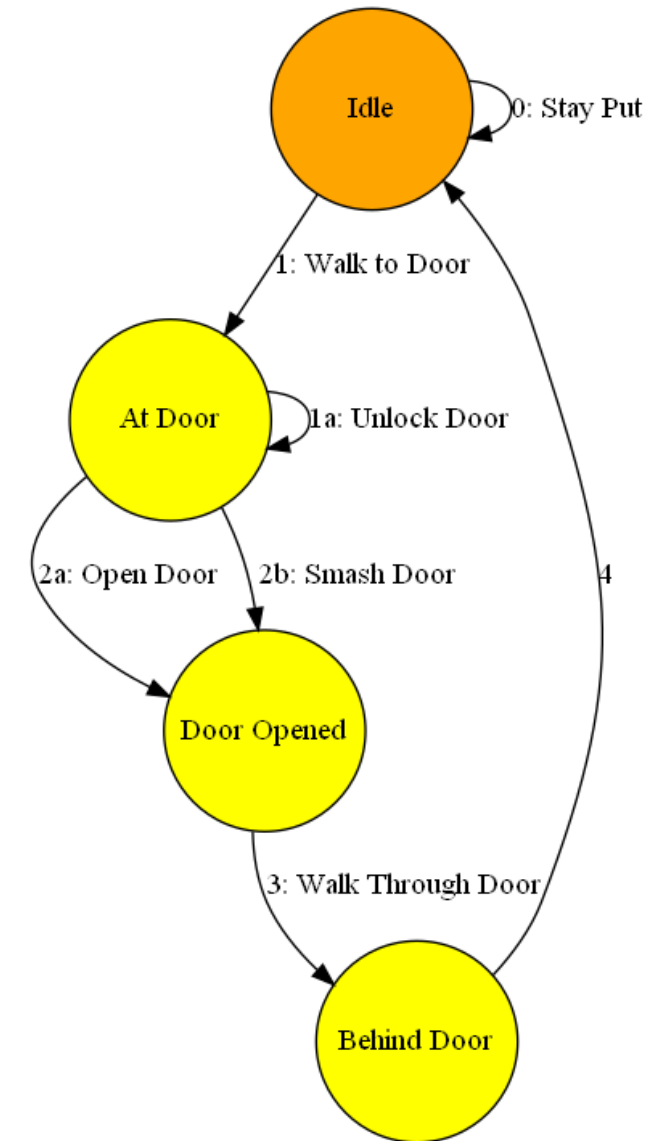 Idle
0: Stay Put
1: Walk to Door
At Door
1a: Unlock Door
2a: Open Door
2b: Smash Door
4
Door Opened
3: Walk Through Door
Behind Door